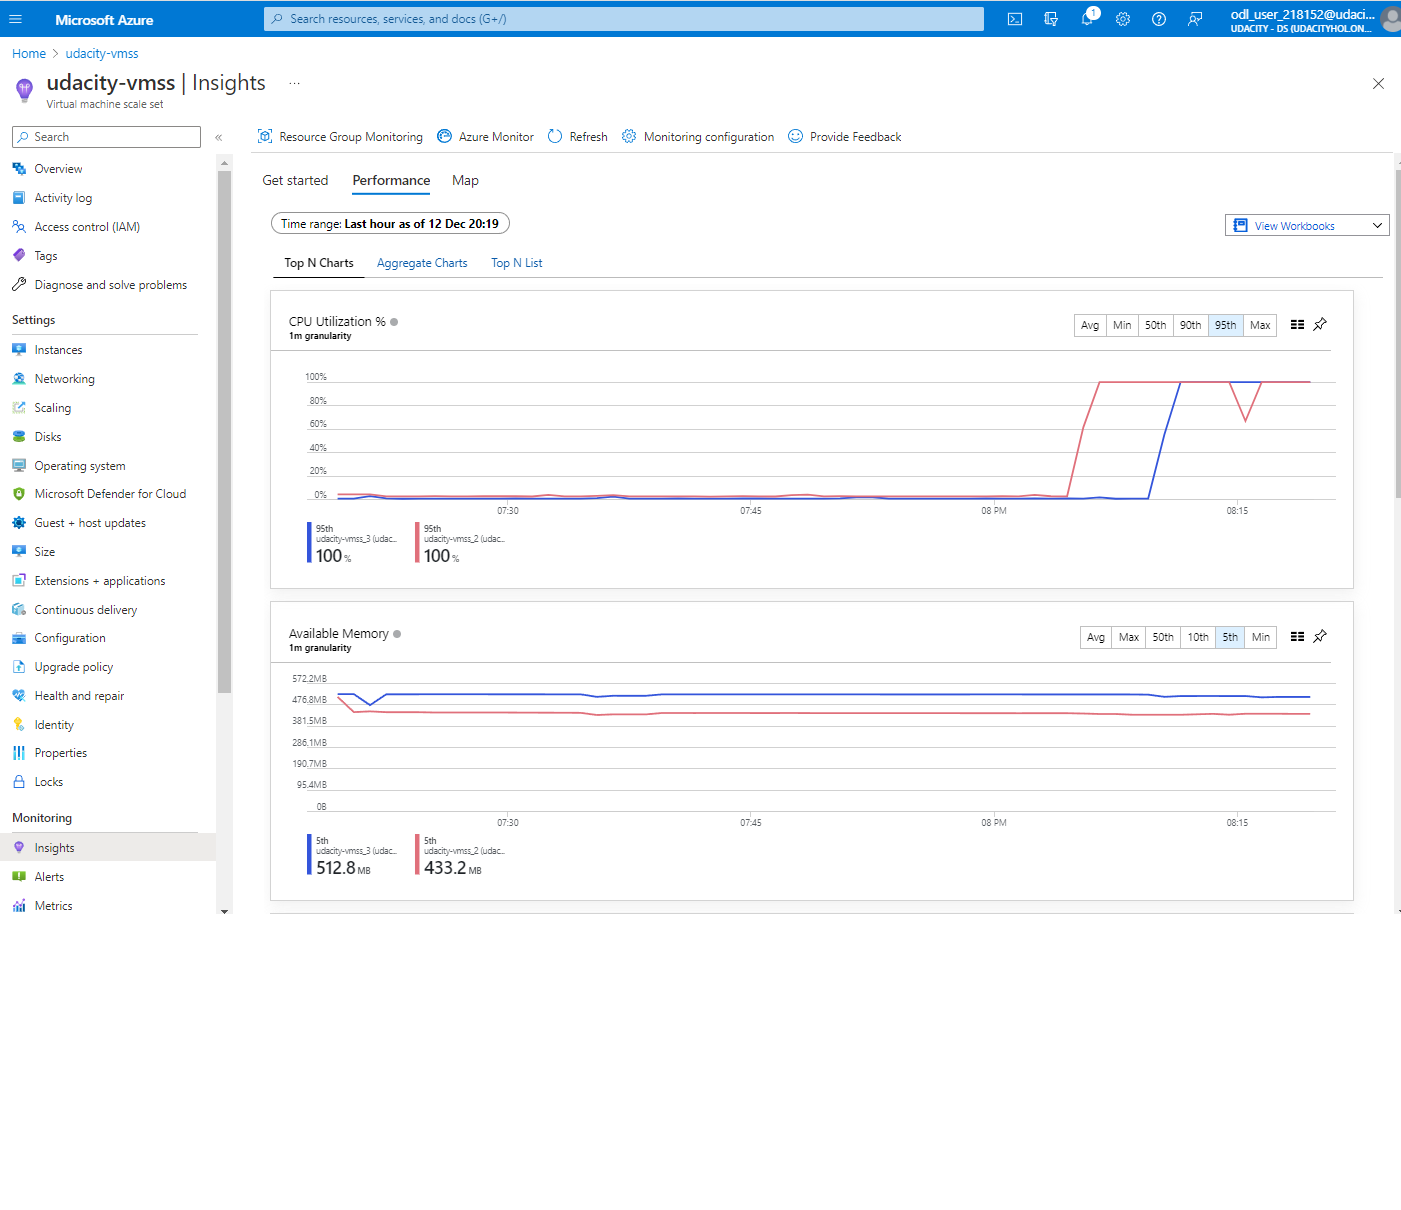 Microsoft Azure
Search resources, services, and docs (G+/)
1
odl_user_218152@udaci...
UDACITY - DS (UDACITYHOLON...
Home > udacity-vmss
udacity-vmss | Insights ...
Virtual machine scale set
Search
«
Resource Group Monitoring
Azure Monitor
Refresh
Monitoring configuration
Provide Feedback
Overview
Activity log
Access control (IAM)
Tags
Diagnose and solve problems
Settings
Instances
Networking
Scaling
Disks
Operating system
Microsoft Defender for Cloud
Guest + host updates
Size
Extensions + applications
Continuous delivery
Configuration
Upgrade policy
Health and repair
Identity
Properties
Locks
Monitoring
Insights
Alerts
Metrics
Get started
Performance
Map
Time range: Last hour as of 12 Dec 20:19
View Workbooks
Top N Charts
Aggregate Charts
Top N List
CPU Utilization %
1m granularity
Avg
Min
50th
90th
95th
Max
100%
80%
60%
40%
20%
0%
07:30
07:45
08 PM
08:15
95th
udacity-vmss_3 (udac...
100 %
95th
udacity-vmss_2 (udac...
100 %
Available Memory
1m granularity
Avg
Max
50th
10th
5th
Min
572.2MB
476.8MB
381.5MB
286.1MB
190.7MB
95.4MB
0B
07:30
07:45
08 PM
08:15
5th
udacity-vmss_3 (udac...
512.8 MB
5th
udacity-vmss_2 (udac...
433.2 MB